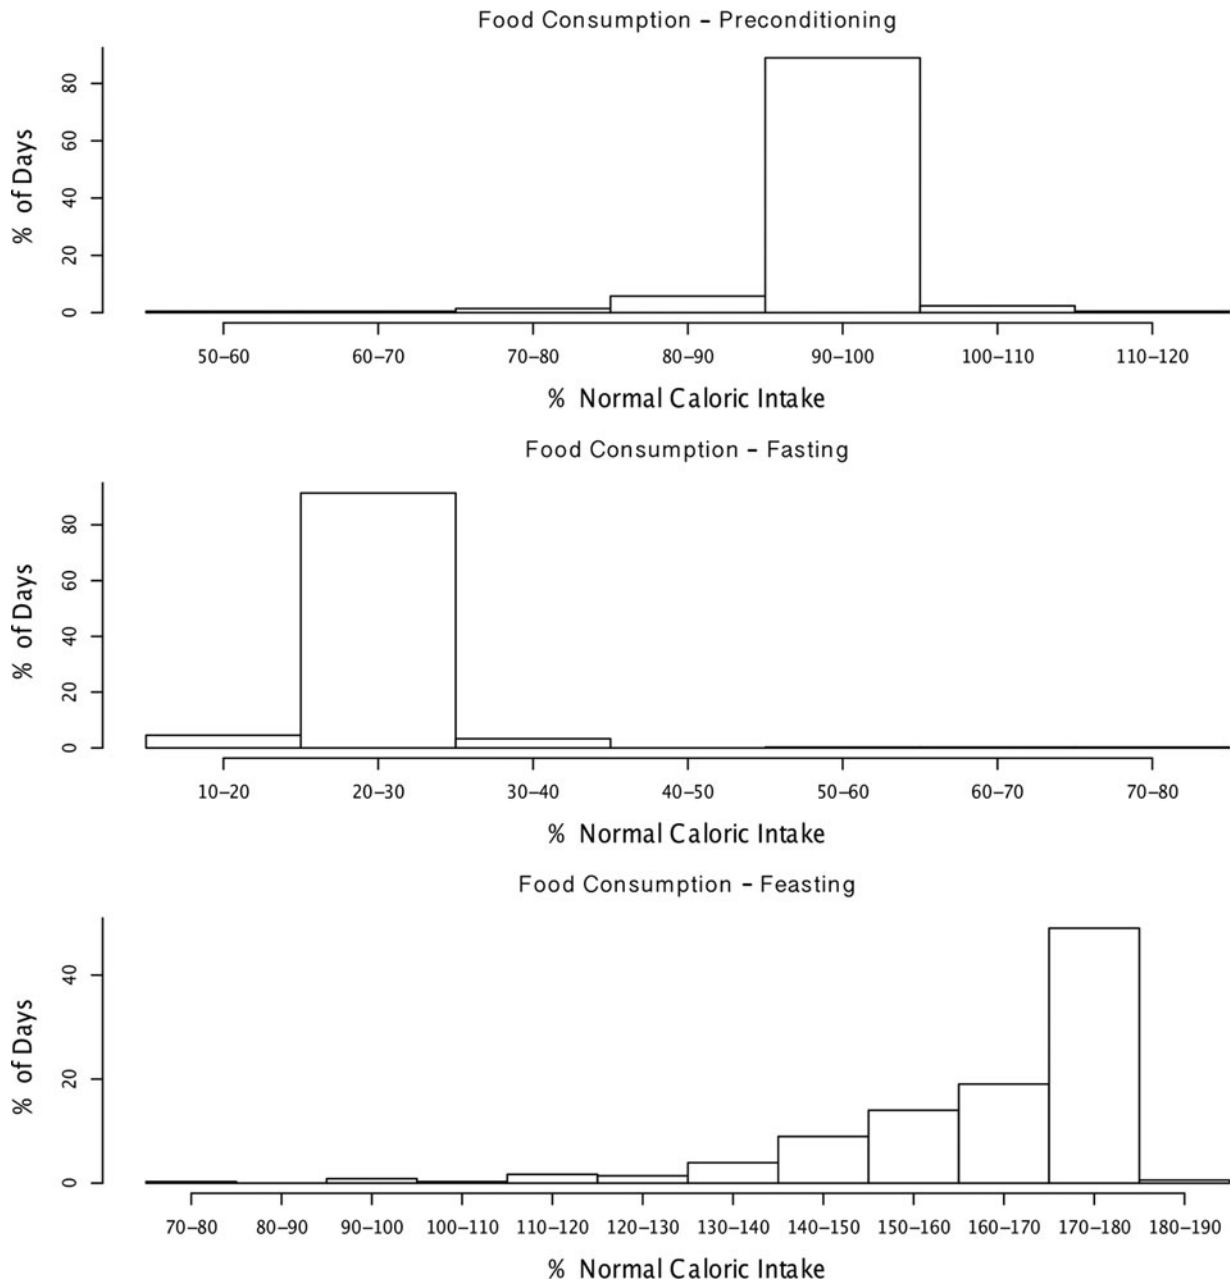 Food Consumption – Preconditioning
% of Days
0 20 40 60 80
50–60 60–70 70–80 80–90 90–100 100–110 110–120
% Normal Caloric Intake
Food Consumption – Fasting
% of Days
0 20 40 60 80
10–20 20–30 30–40 40–50 50–60 60–70 70–80
% Normal Caloric Intake
Food Consumption – Feasting
% of Days
0 20 40
70–80 80–90 90–100 100–110 110–120 120–130 130–140 140–150 150–160 160–170 170–180 180–190
% Normal Caloric Intake